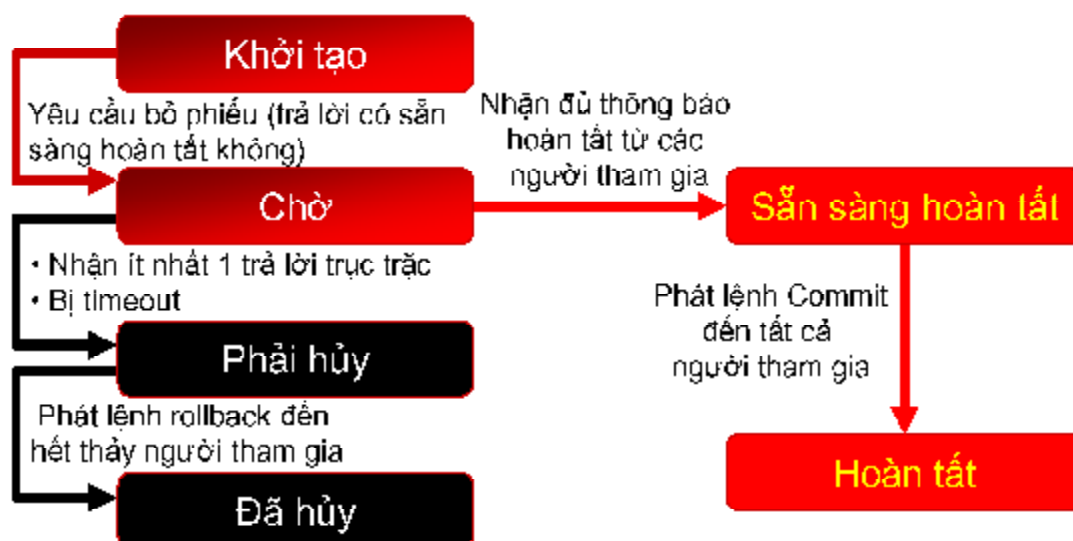 Khởi tạo
Yêu cầu bỏ phiếu (trả lời có sẵn
sàng hoàn tất không)
Nhận đủ thông báo
hoàn tất từ các
người tham gia
Chờ
Sẵn sàng hoàn tất
• Nhận ít nhất 1 trả lời trục trặc
• Bị timeout
Phát lệnh Commit
đến tất cả
người tham gia
Phải hủy
Phát lệnh rollback đến
hết thảy người tham gia
Hoàn tất
Đã hủy